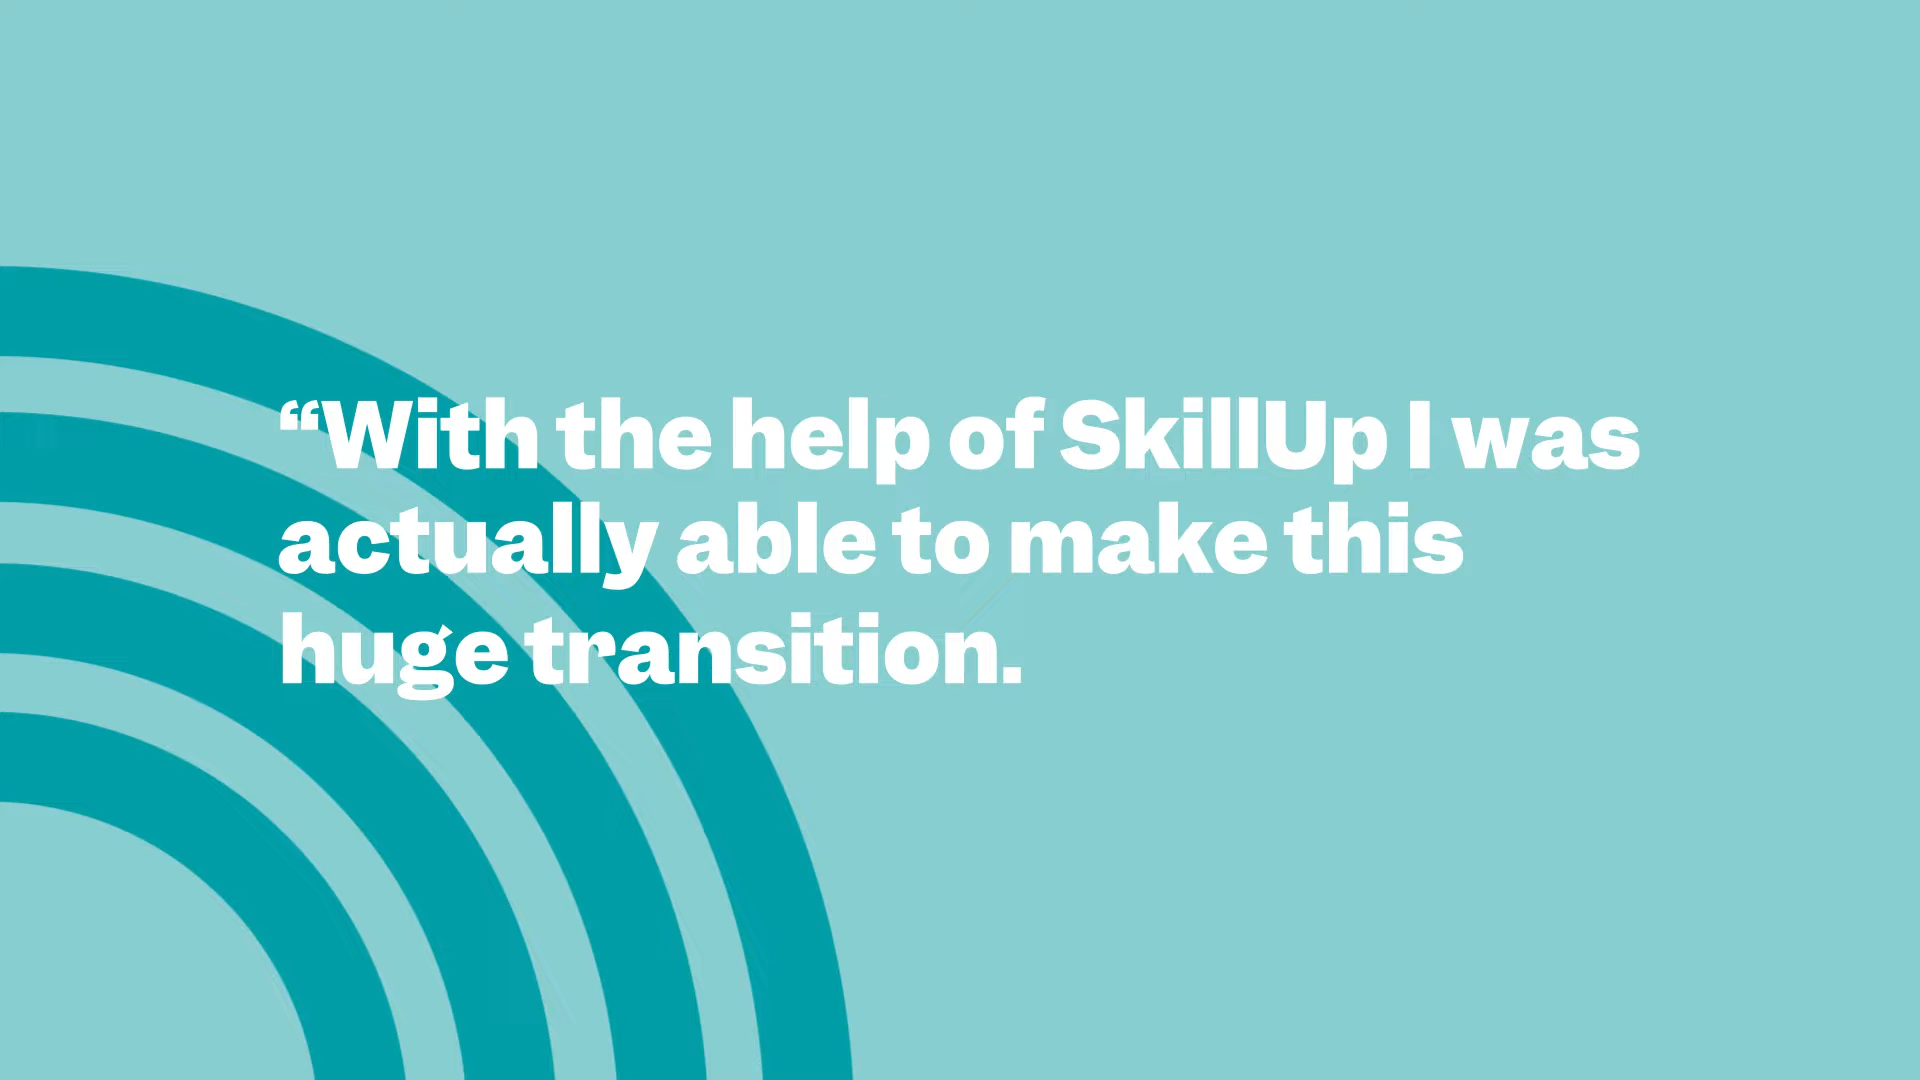 “With the help of SkillUp I was
actually able to make this
huge transition.